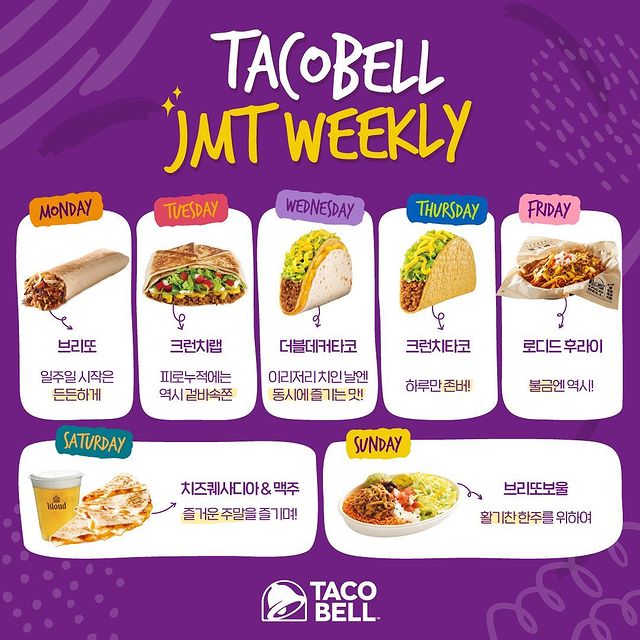 TACOBELL
JMT WEEKLY
MONDAY
브리또
일주일 시작은
든든하게
TUESDAY
크런치랩
피로누적에는
역시 겉바속쫀
WEDNESDAY
더블데커타코
이리저리 치인 날엔
동시에 즐기는 맛!
THURSDAY
크런치타코
하루만 존버!
FRIDAY
로디드 후라이
불금엔 역시!
SATURDAY
Kloud
치즈퀘사디아 & 맥주
즐거운 주말을 즐기며!
SUNDAY
브리또보울
활기찬 한주를 위하여
TACO
BELL